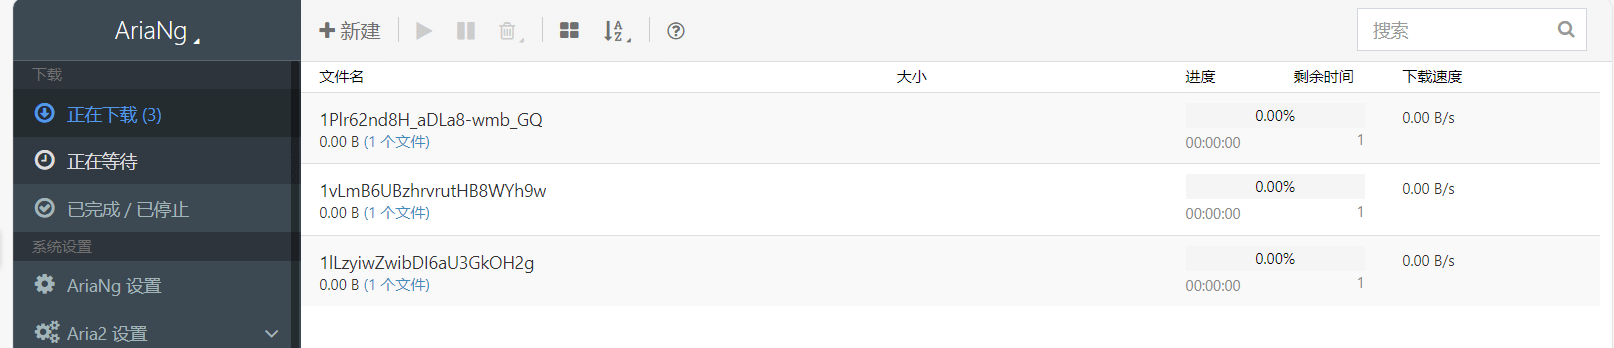 AriaNg
新建
搜索
下载
正在下载 (3)
正在等待
已完成 / 已停止
系统设置
AriaNg 设置
Aria2 设置
文件名 大小 进度 剩余时间 下载速度
1Plr62nd8H_aDLa8-wmb_GQ 0.00% 0.00 B/s
0.00 B (1 个文件) 00:00:00 1
1vLmB6UBzhrvrutHB8WYh9w 0.00% 0.00 B/s
0.00 B (1 个文件) 00:00:00 1
1lLzyiwZwibDI6aU3GkOH2g 0.00% 0.00 B/s
0.00 B (1 个文件) 00:00:00 1